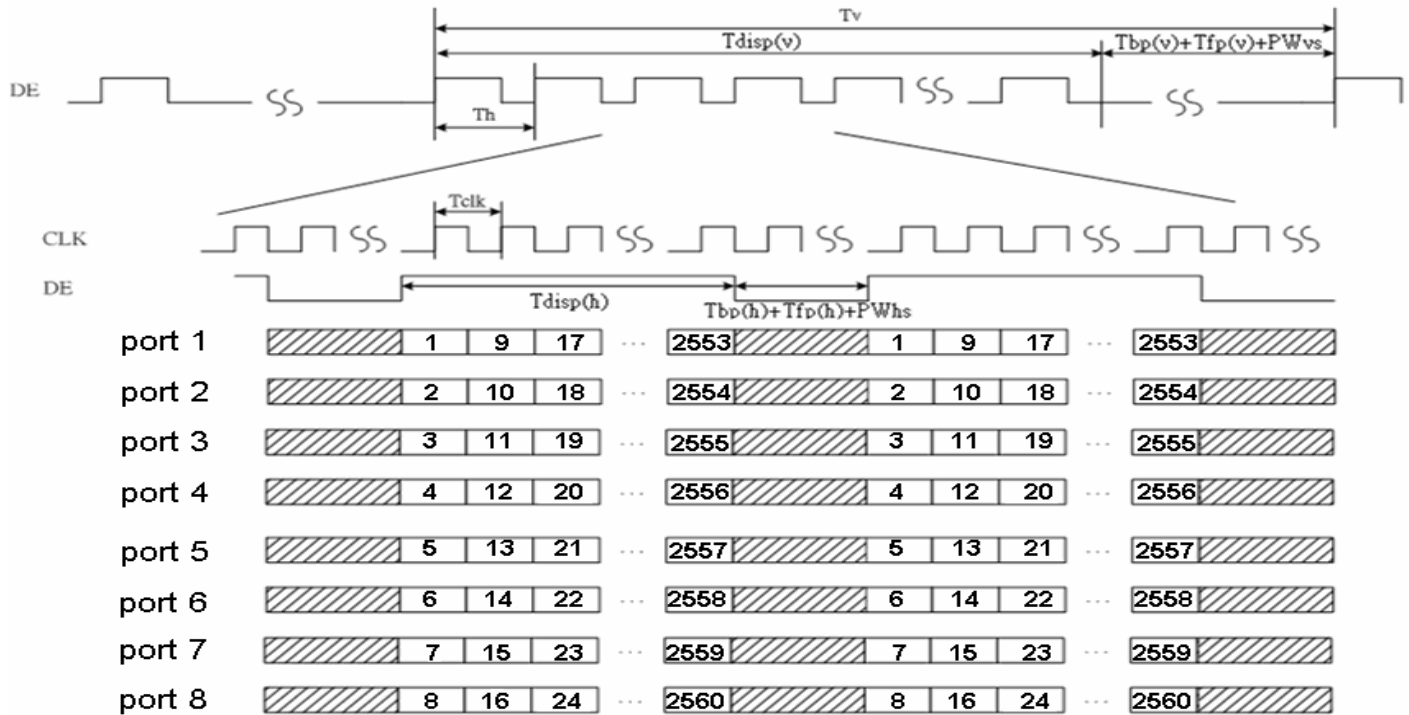 Tv
Tdisp(v) Tbp(v)+Tfp(v)+PWvs
DE
Th
Tclk
CLK
DE
Tdisp(h) Tbp(h)+Tfp(h)+PWhs
port 1 1 9 17 ... 2553 1 9 17 ... 2553
port 2 2 10 18 ... 2554 2 10 18 ... 2554
port 3 3 11 19 ... 2555 3 11 19 ... 2555
port 4 4 12 20 ... 2556 4 12 20 ... 2556
port 5 5 13 21 ... 2557 5 13 21 ... 2557
port 6 6 14 22 ... 2558 6 14 22 ... 2558
port 7 7 15 23 ... 2559 7 15 23 ... 2559
port 8 8 16 24 ... 2560 8 16 24 ... 2560